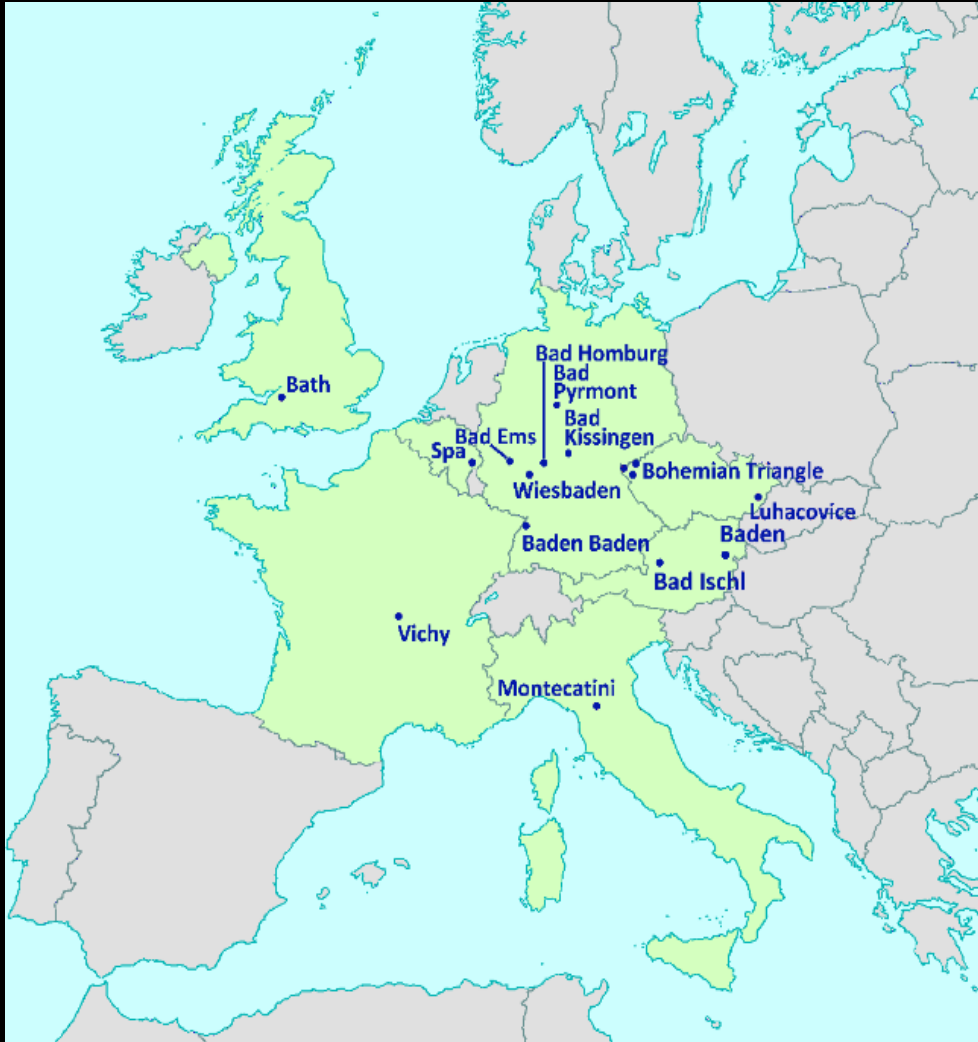 Bad Homburg
Bad
Pyrmont
Bath
Bad
Kissingen
Bad Ems
Spa
Bohemian Triangle
Wiesbaden
Luhacovice
Baden
Baden Baden
Bad Ischl
Vichy
Montecatini